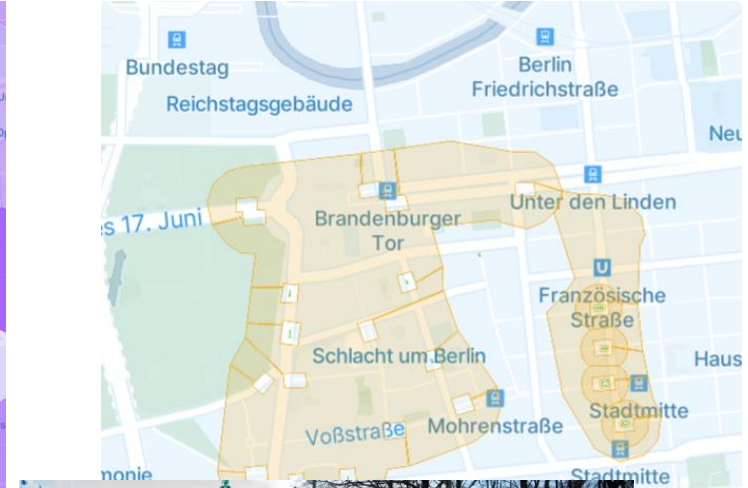 Bundestag
Berlin
Friedrichstraße
Reichstagsgebäude
Unter den Linden
es 17. Juni
Brandenburger
Tor
U
Französische
Straße
Schlacht um Berlin
Haus
Stadtmitte
Mohrenstraße
Voßstraße
monie
Stadtmitte